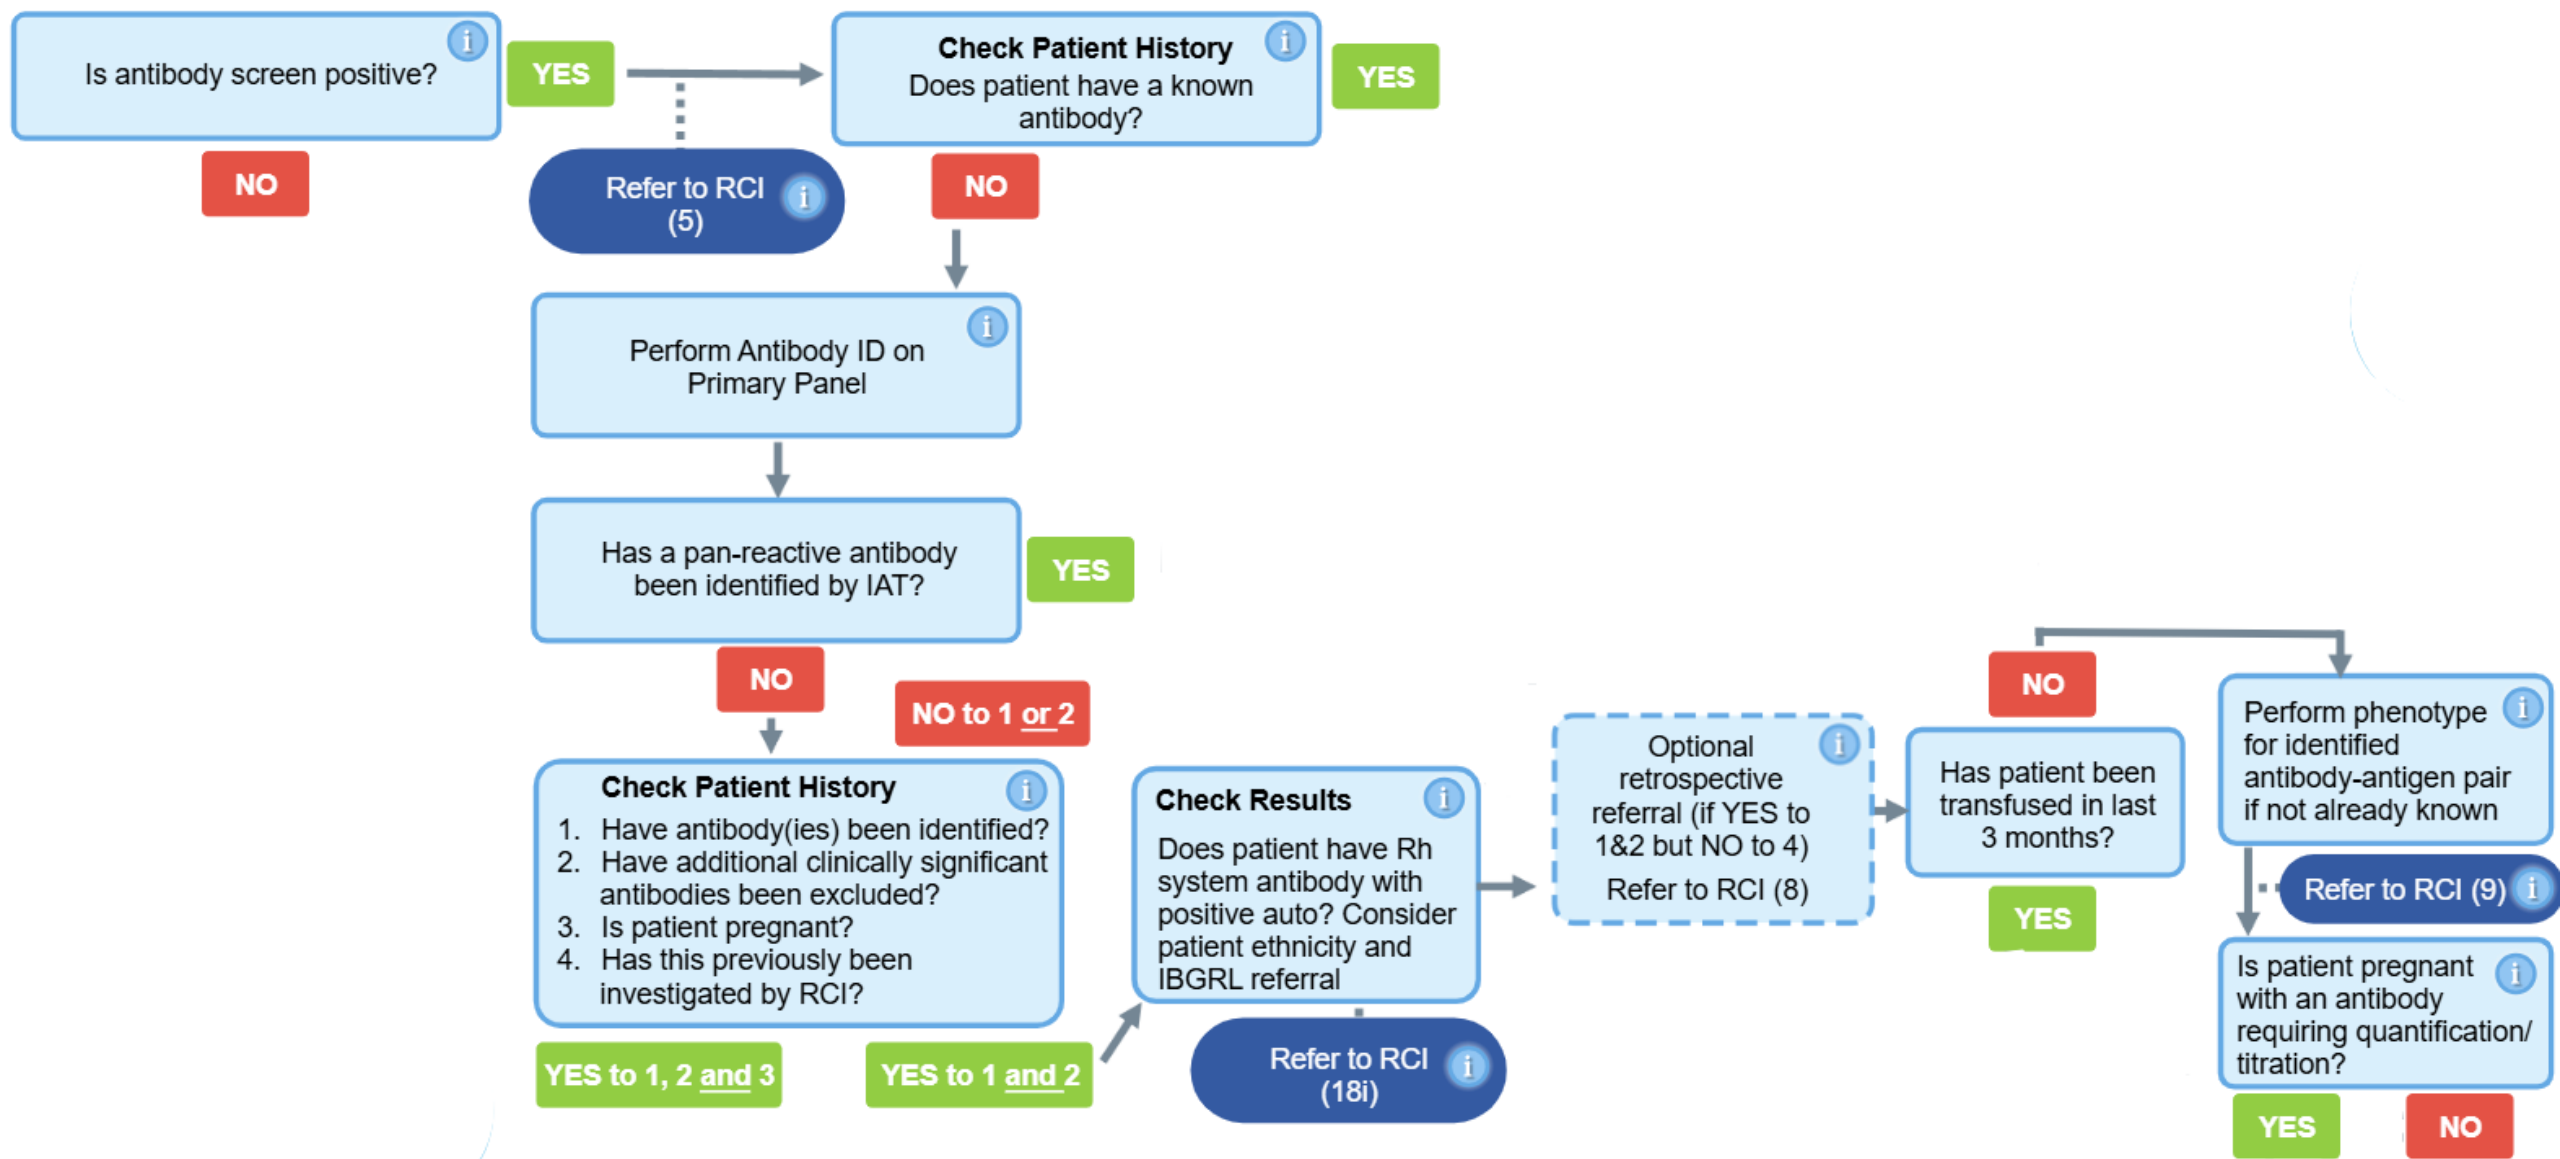 Is antibody screen positive?
YES
NO
Refer to RCI
(5)
Check Patient History
Does patient have a known
antibody?
YES
NO
Perform Antibody ID on
Primary Panel
Has a pan-reactive antibody
been identified by IAT?
YES
NO
NO to 1 or 2
Check Patient History
1. Have antibody(ies) been identified?
2. Have additional clinically significant
antibodies been excluded?
3. Is patient pregnant?
4. Has this previously been
investigated by RCI?
YES to 1, 2 and 3
YES to 1 and 2
Check Results
Does patient have Rh
system antibody with
positive auto? Consider
patient ethnicity and
IBGRL referral
Refer to RCI
(18i)
Optional
retrospective
referral (if YES to
1&2 but NO to 4)
Refer to RCI (8)
NO
Has patient been
transfused in last
3 months?
YES
Perform phenotype
for identified
antibody-antigen pair
if not already known
Refer to RCI (9)
Is patient pregnant
with an antibody
requiring quantification/
titration?
YES
NO